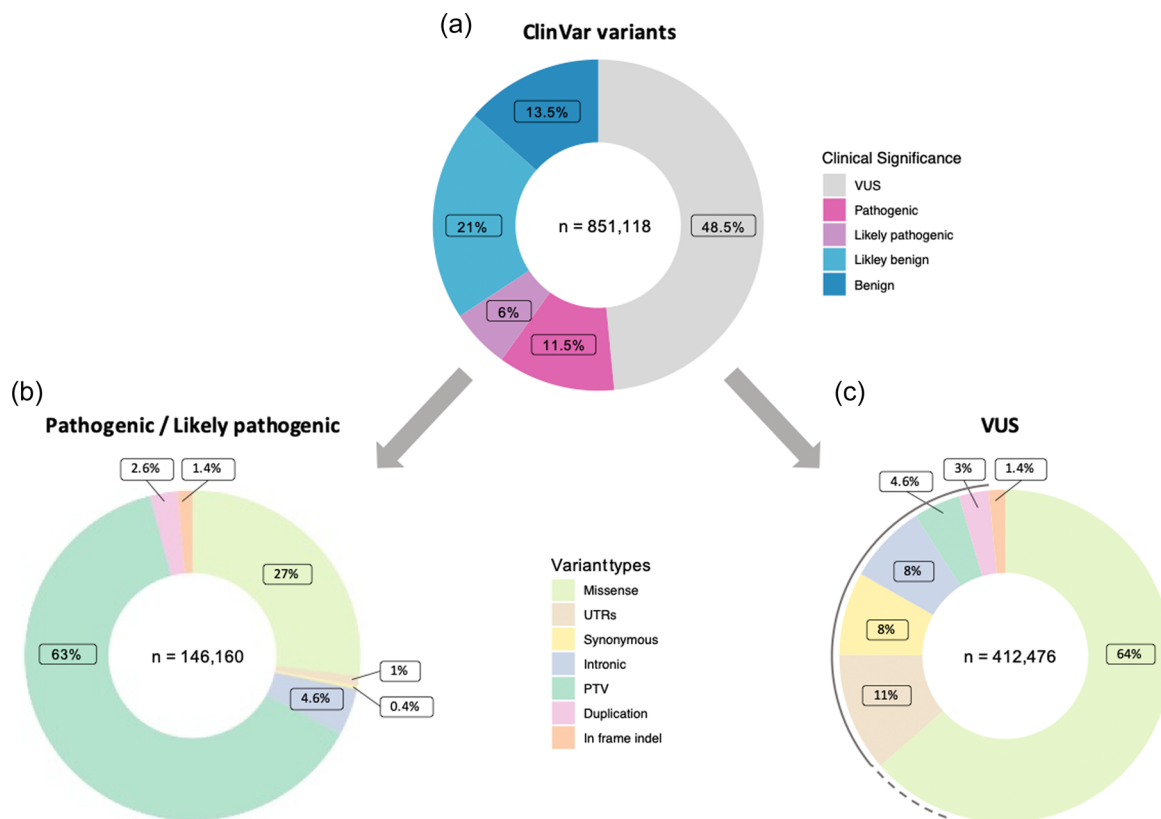 (a)
ClinVar variants
13.5%
21%
n = 851,118
48.5%
6%
11.5%
Clinical Significance
VUS
Pathogenic
Likely pathogenic
Likley benign
Benign
(b)
Pathogenic / Likely pathogenic
2.6%
1.4%
27%
63%
n = 146,160
1%
4.6%
0.4%
Variant types
Missense
UTRs
Synonymous
Intronic
PTV
Duplication
In frame indel
(c)
VUS
4.6%
3%
1.4%
8%
8%
n = 412,476
64%
11%